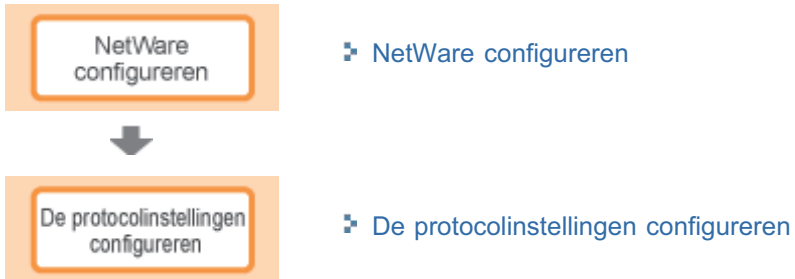 NetWare
configureren
NetWare configureren
De protocolinstellingen
configureren
De protocolinstellingen configureren